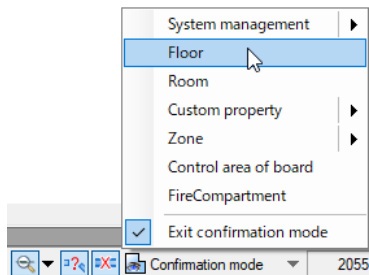 System management
Floor
Room
Custom property
Zone
Control area of board
FireCompartment
Exit confirmation mode
Confirmation mode
2055